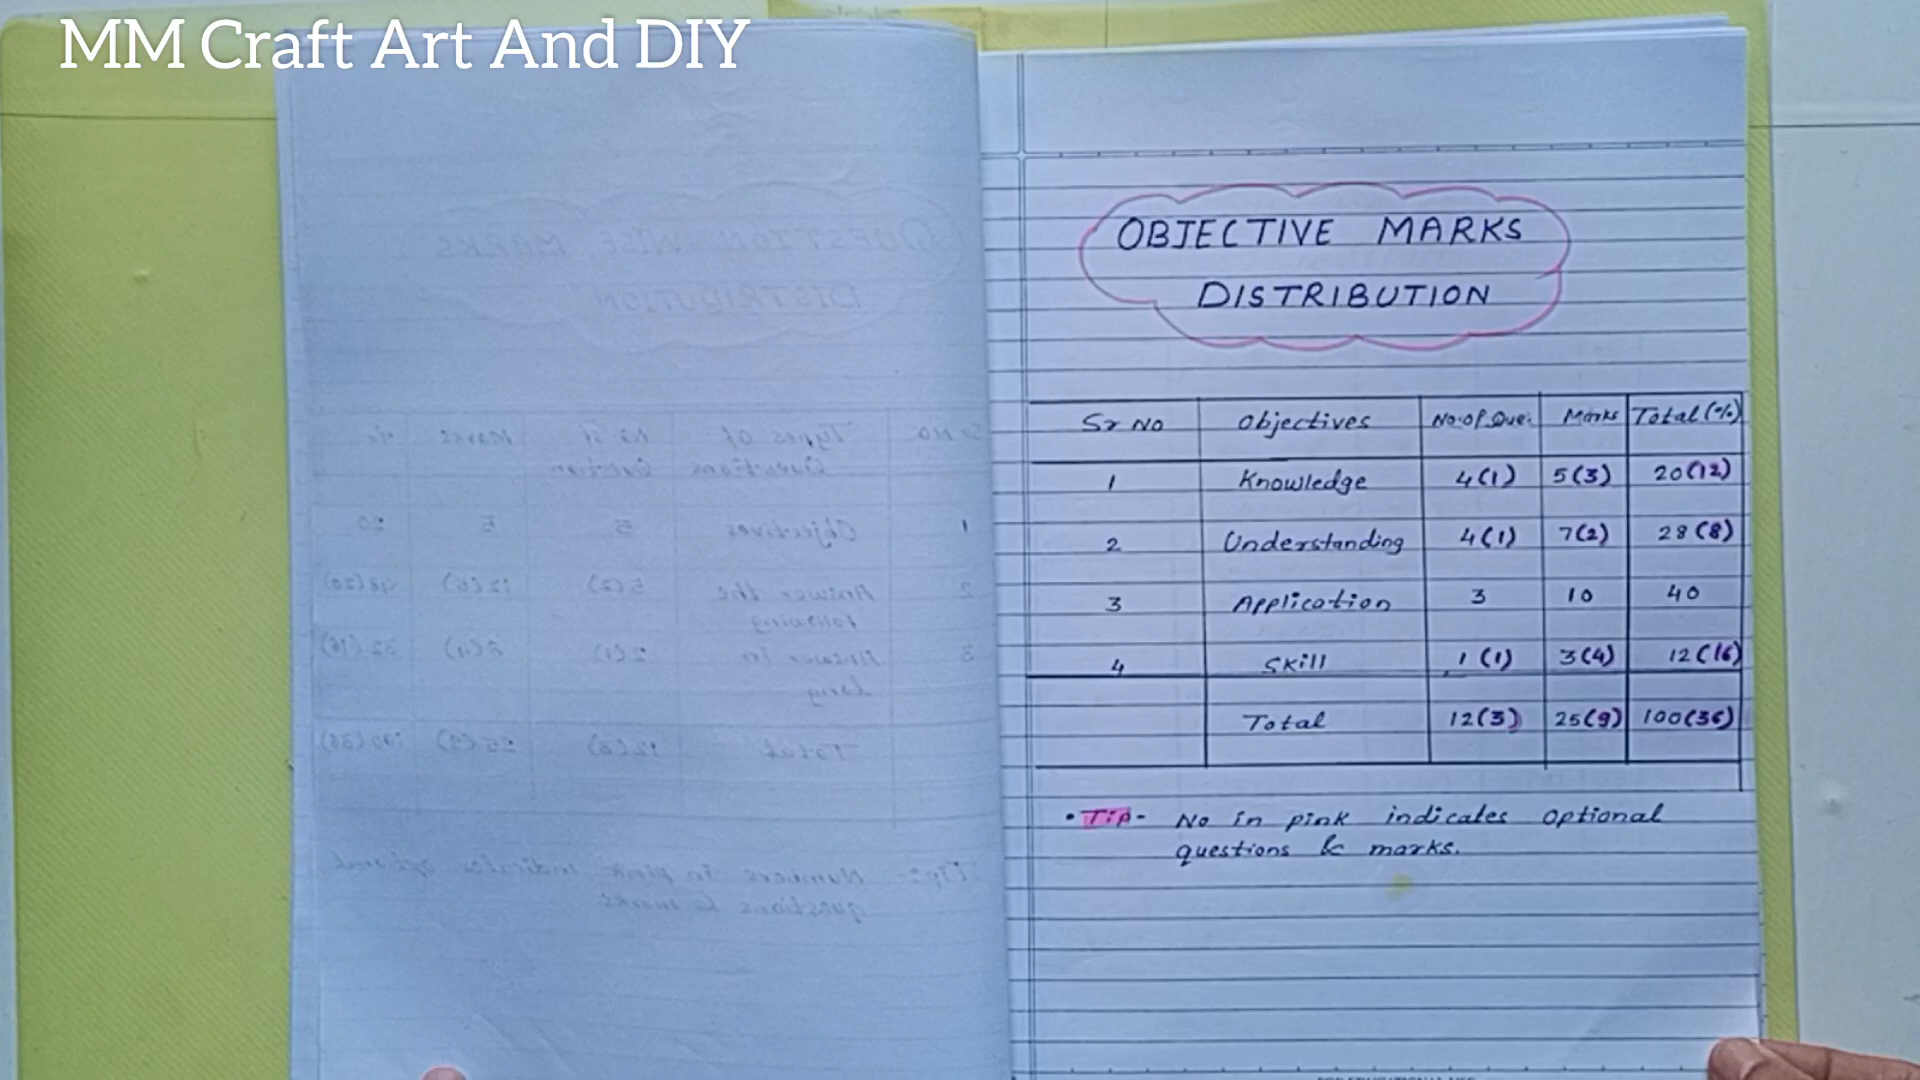 MM Craft Art And DIY
OBJECTIVE MARKS
DISTRIBUTION
Sr No Objectives No.of Que. Marks Total (%)
1 Knowledge 4(1) 5(3) 20(12)
2 Understanding 4(1) 7(2) 28(8)
3 Application 3 10 40
4 Skill 1(1) 3(4) 12(16)
Total 12(3) 25(9) 100(36)
• Tip- No in pink indicates optional
questions & marks.